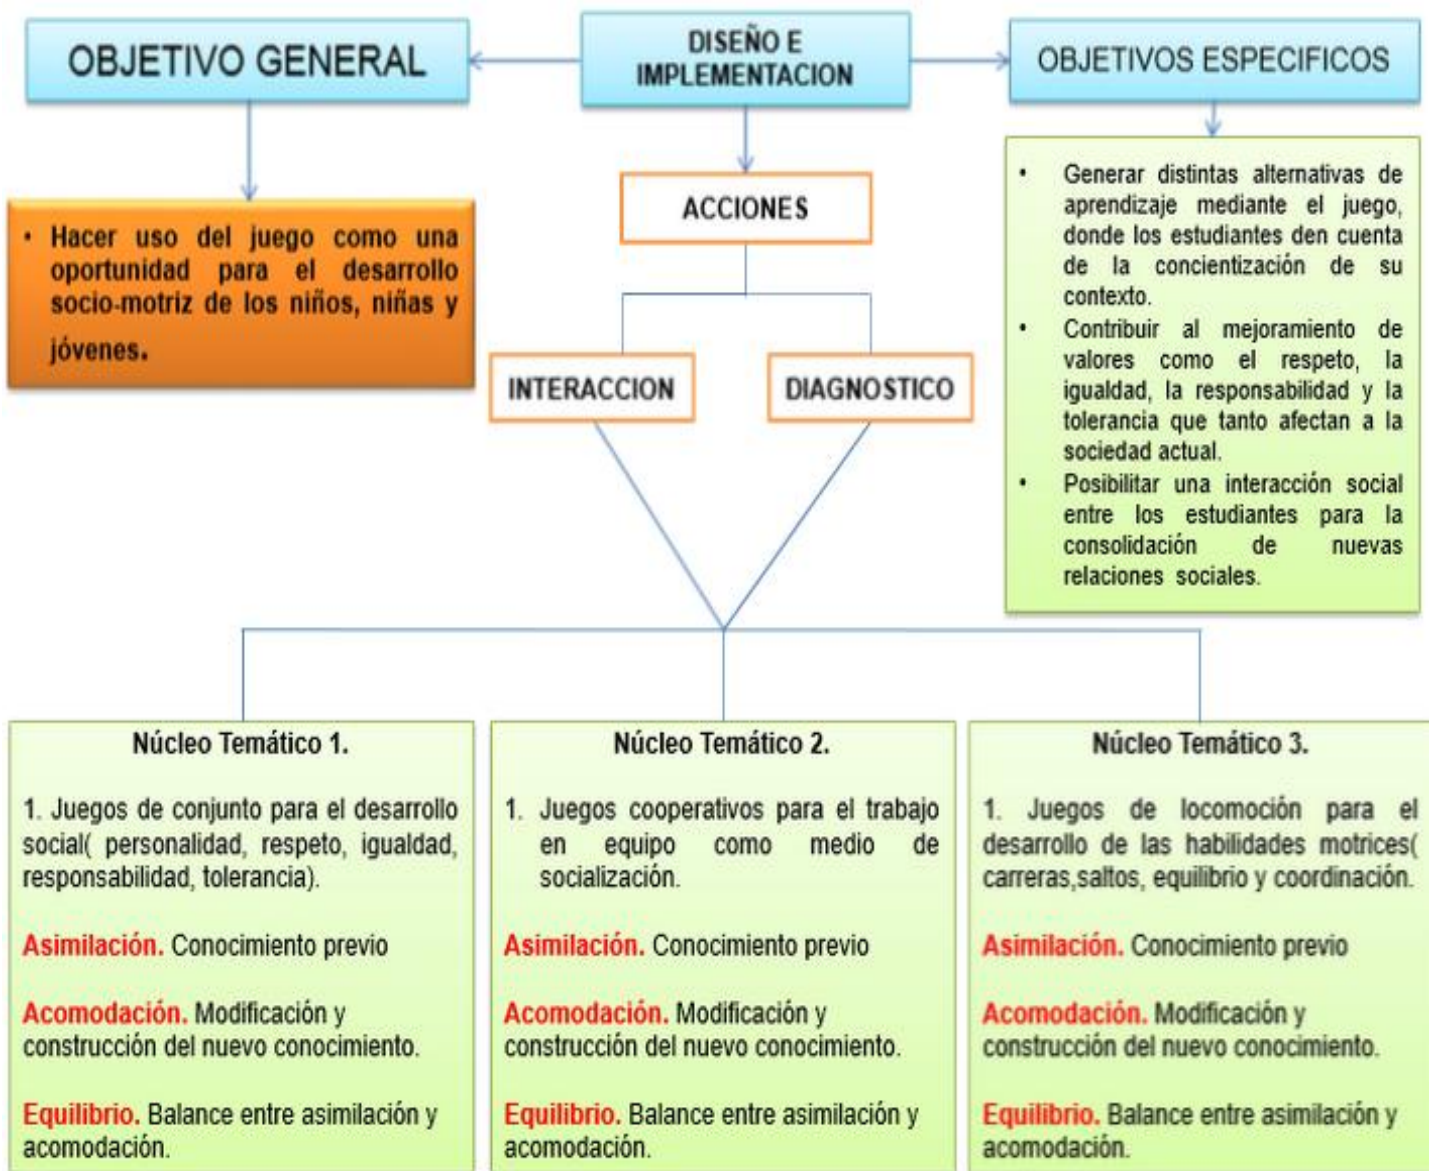 OBJETIVO GENERAL
DISEÑO E
IMPLEMENTACION
OBJETIVOS ESPECIFICOS
• Hacer uso del juego como una
oportunidad para el desarrollo
socio-motriz de los niños, niñas y
jóvenes.
ACCIONES
INTERACCION
DIAGNOSTICO
• Generar distintas alternativas de
aprendizaje mediante el juego,
donde los estudiantes den cuenta
de la concientización de su
contexto.
• Contribuir al mejoramiento de
valores como el respeto, la
igualdad, la responsabilidad y la
tolerancia que tanto afectan a la
sociedad actual.
• Posibilitar una interacción social
entre los estudiantes para la
consolidación de nuevas
relaciones sociales.
Núcleo Temático 1.
1. Juegos de conjunto para el desarrollo
social( personalidad, respeto, igualdad,
responsabilidad, tolerancia).
Asimilación. Conocimiento previo
Acomodación. Modificación y
construcción del nuevo conocimiento.
Equilibrio. Balance entre asimilación y
acomodación.
Núcleo Temático 2.
1. Juegos cooperativos para el trabajo
en equipo como medio de
socialización.
Asimilación. Conocimiento previo
Acomodación. Modificación y
construcción del nuevo conocimiento.
Equilibrio. Balance entre asimilación y
acomodación.
Núcleo Temático 3.
1. Juegos de locomoción para el
desarrollo de las habilidades motrices(
carreras,saltos, equilibrio y coordinación.
Asimilación. Conocimiento previo
Acomodación. Modificación y
construcción del nuevo conocimiento.
Equilibrio. Balance entre asimilación y
acomodación.